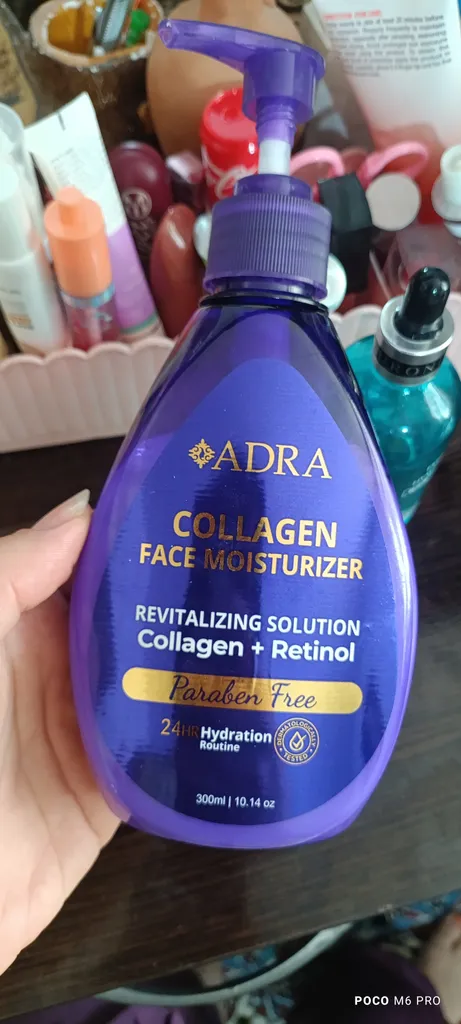 ADRA
COLLAGEN
FACE MOISTURIZER
REVITALIZING SOLUTION
Collagen + Retinol
Paraben Free
24HR Hydration
Routine
DERMATOLOGICALLY
TESTED
300ml | 10.14 oz
POCO M6 PRO